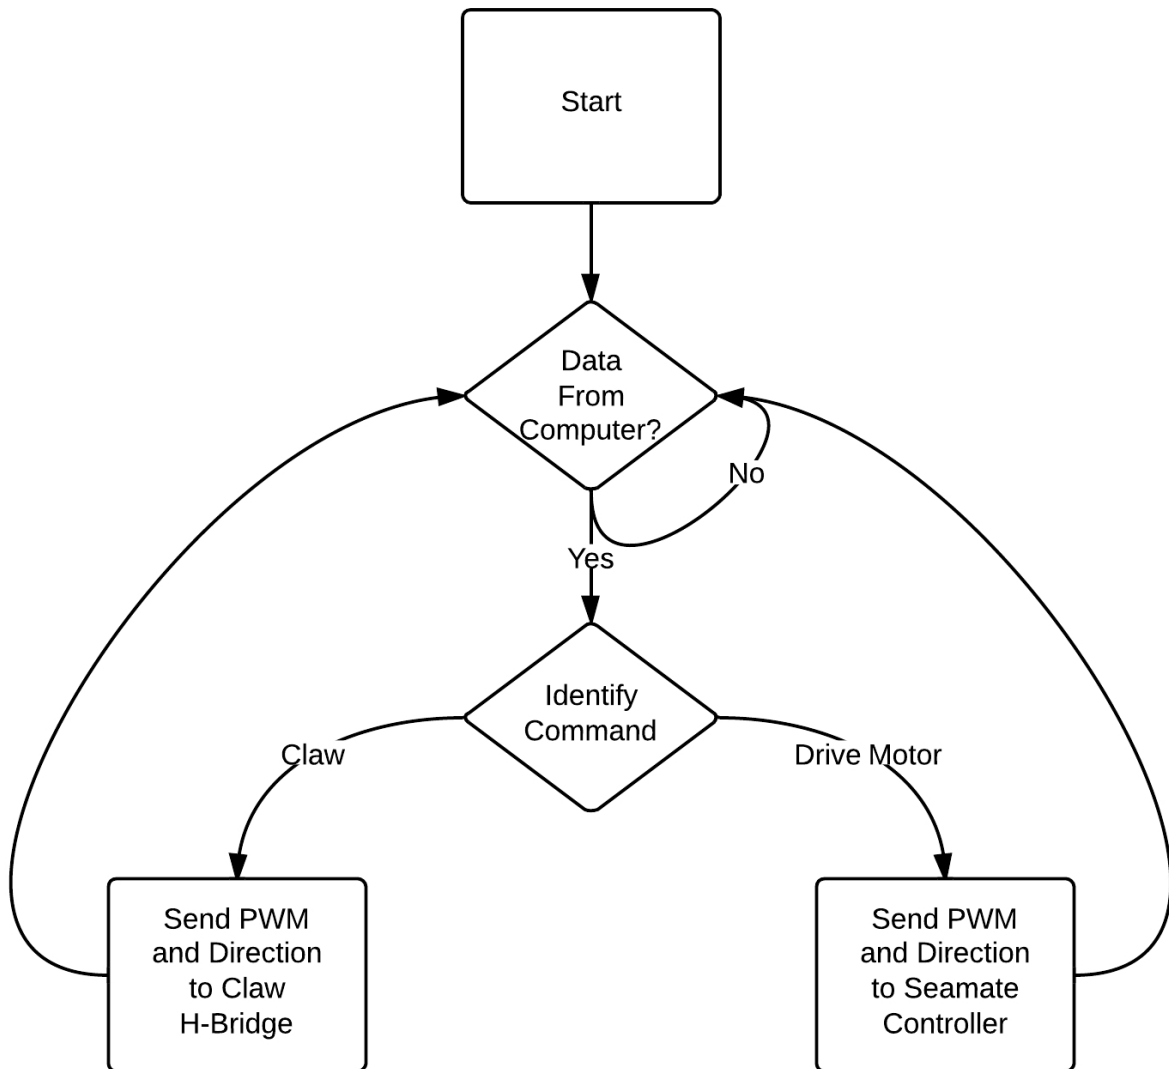 Start
Data
From
Computer?
No
Yes
Identify
Command
Claw
Drive Motor
Send PWM
and Direction
to Claw
H-Bridge
Send PWM
and Direction
to Seamate
Controller